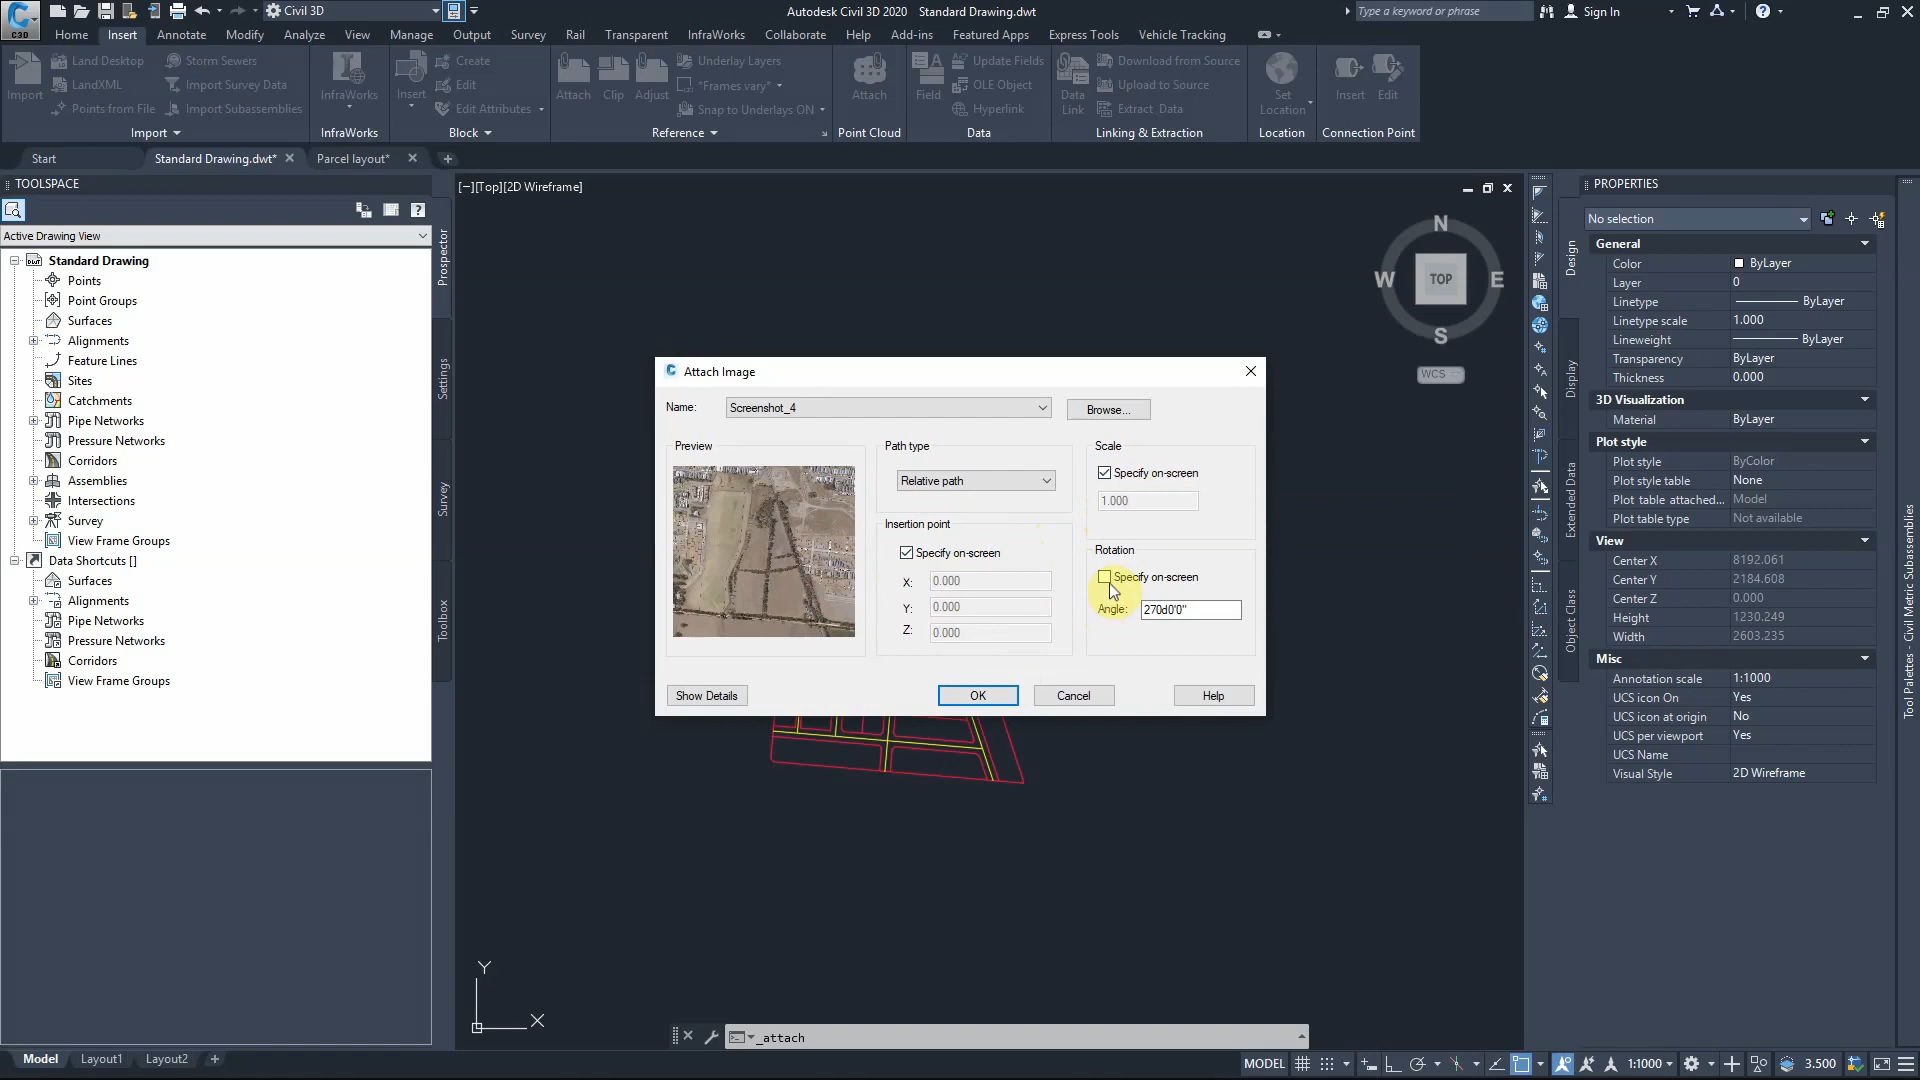 Civil 3D
Autodesk Civil 3D 2020 Standard Drawing.dwt
Type a keyword or phrase
Sign In
C3D
Home Insert Annotate Modify Analyze View Manage Output Survey Rail Transparent InfraWorks Collaborate Help Add-ins Featured Apps Express Tools Vehicle Tracking
Import
Land Desktop
LandXML
Points from File
Storm Sewers
Import Survey Data
Import Subassemblies
Import
InfraWorks
InfraWorks
Insert
Create
Edit
Edit Attributes
Block
Attach
Clip
Adjust
Underlay Layers
*Frames vary*
Snap to Underlays ON
Reference
Attach
Point Cloud
Field
Update Fields
OLE Object
Hyperlink
Data
Data
Link
Download from Source
Upload to Source
Extract Data
Linking & Extraction
Set
Location
Location
Insert
Edit
Connection Point
Start
Standard Drawing.dwt*
Parcel layout*
TOOLSPACE
Active Drawing View
Standard Drawing
Points
Point Groups
Surfaces
Alignments
Feature Lines
Sites
Catchments
Pipe Networks
Pressure Networks
Corridors
Assemblies
Intersections
Survey
View Frame Groups
Data Shortcuts []
Surfaces
Alignments
Pipe Networks
Pressure Networks
Corridors
View Frame Groups
Prospector
Settings
Survey
Toolbox
[−][Top][2D Wireframe]
N
W
TOP
E
S
WCS
Attach Image
Name:
Screenshot_4
Browse...
Preview
Path type
Relative path
Insertion point
Specify on-screen
X: 0.000
Y: 0.000
Z: 0.000
Scale
Specify on-screen
1.000
Rotation
Specify on-screen
Angle: 270d0'0"
Show Details
OK
Cancel
Help
Y
X
_attach
PROPERTIES
No selection
General
Color ByLayer
Layer 0
Linetype ByLayer
Linetype scale 1.000
Lineweight ByLayer
Transparency ByLayer
Thickness 0.000
3D Visualization
Material ByLayer
Plot style
Plot style ByColor
Plot style table None
Plot table attached... Model
Plot table type Not available
View
Center X 8192.061
Center Y 2184.608
Center Z 0.000
Height 1230.249
Width 2603.235
Misc
Annotation scale 1:1000
UCS icon On Yes
UCS icon at origin No
UCS per viewport Yes
UCS Name
Visual Style 2D Wireframe
Design
Display
Extended Data
Object Class
Tool Palettes - Civil Metric Subassemblies
Model Layout1 Layout2
MODEL
1:1000
3.500